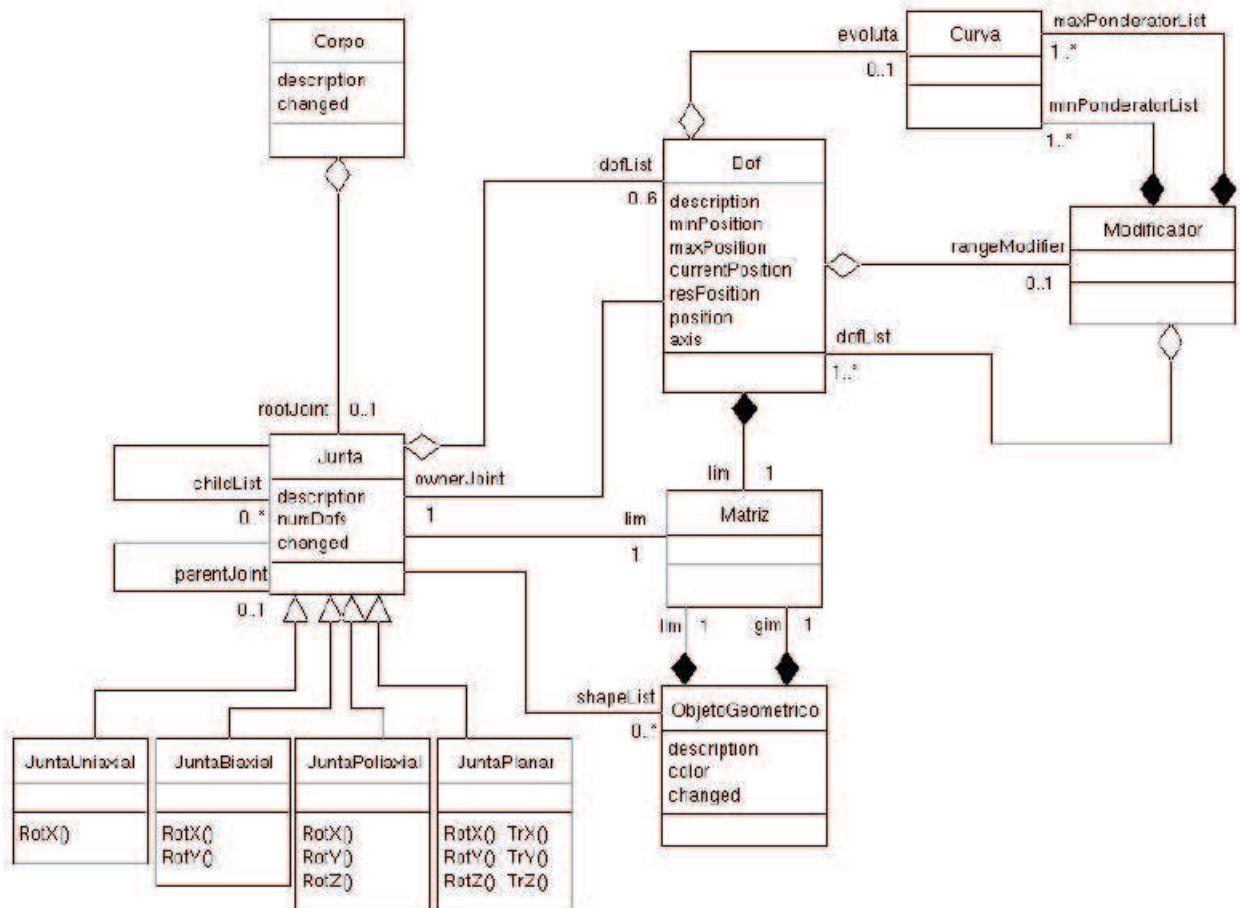 Corpo
description
changed
rootJoint 0..1
evoluta
0..1
Curva
maxPonderatorList
1..*
minPonderatorList
1..*
dofList
0..6
Dof
description
minPosition
maxPosition
currentPosition
resPosition
position
axis
rangeModifier
0..1
Modificador
dofList
1..*
Junta
description
numDofs
changed
childList
0..*
parentJoint
0..1
ownerJoint
1
lim
1
lim 1
Matriz
lim 1
gim 1
shapeList
0..*
ObjetoGeometrico
description
color
changed
JuntaUniaxial
RotX()
JuntaBiaxial
RotX()
RotY()
JuntaPoliaxial
RotX()
RotY()
RotZ()
JuntaPlanar
RotX() TrX()
RotY() TrY()
RotZ() TrZ()